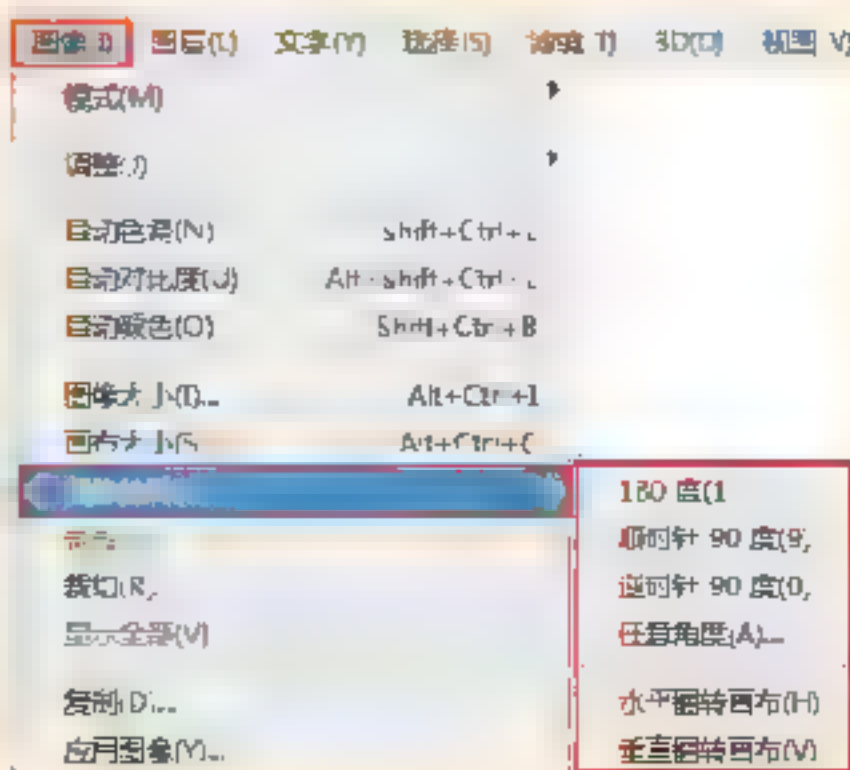 图像(I) 图层(L) 文字(Y) 选择(S) 滤镜(T) 3D(D) 视图(V)
模式(M)
调整(J)
自动色调(N) Shift+Ctrl+L
自动对比度(U) Alt+Shift+Ctrl+L
自动颜色(O) Shift+Ctrl+B
图像大小(I)... Alt+Ctrl+I
画布大小(S) Alt+Ctrl+C
180 度(1
顺时针 90 度(9)
裁切(R)
逆时针 90 度(0)
显示全部(V)
任意角度(A)...
复制(D)...
水平翻转画布(H)
应用图像(Y)...
垂直翻转画布(V)